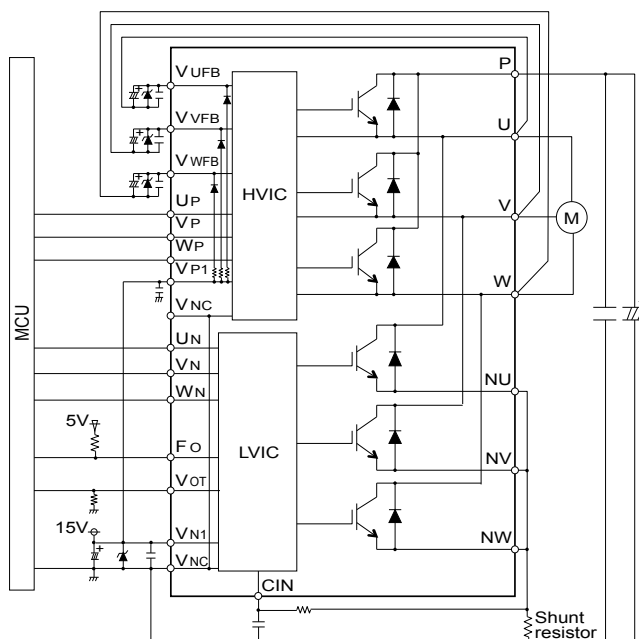 VUFB
P
U
VVFB
VWFB
HVIC
UP
VP
WP
VP1
V
M
W
VNC
MCU
UN
VN
WN
NU
5V
FO
LVIC
NV
VOT
15V
VN1
NW
VNC
CIN
Shunt
resistor